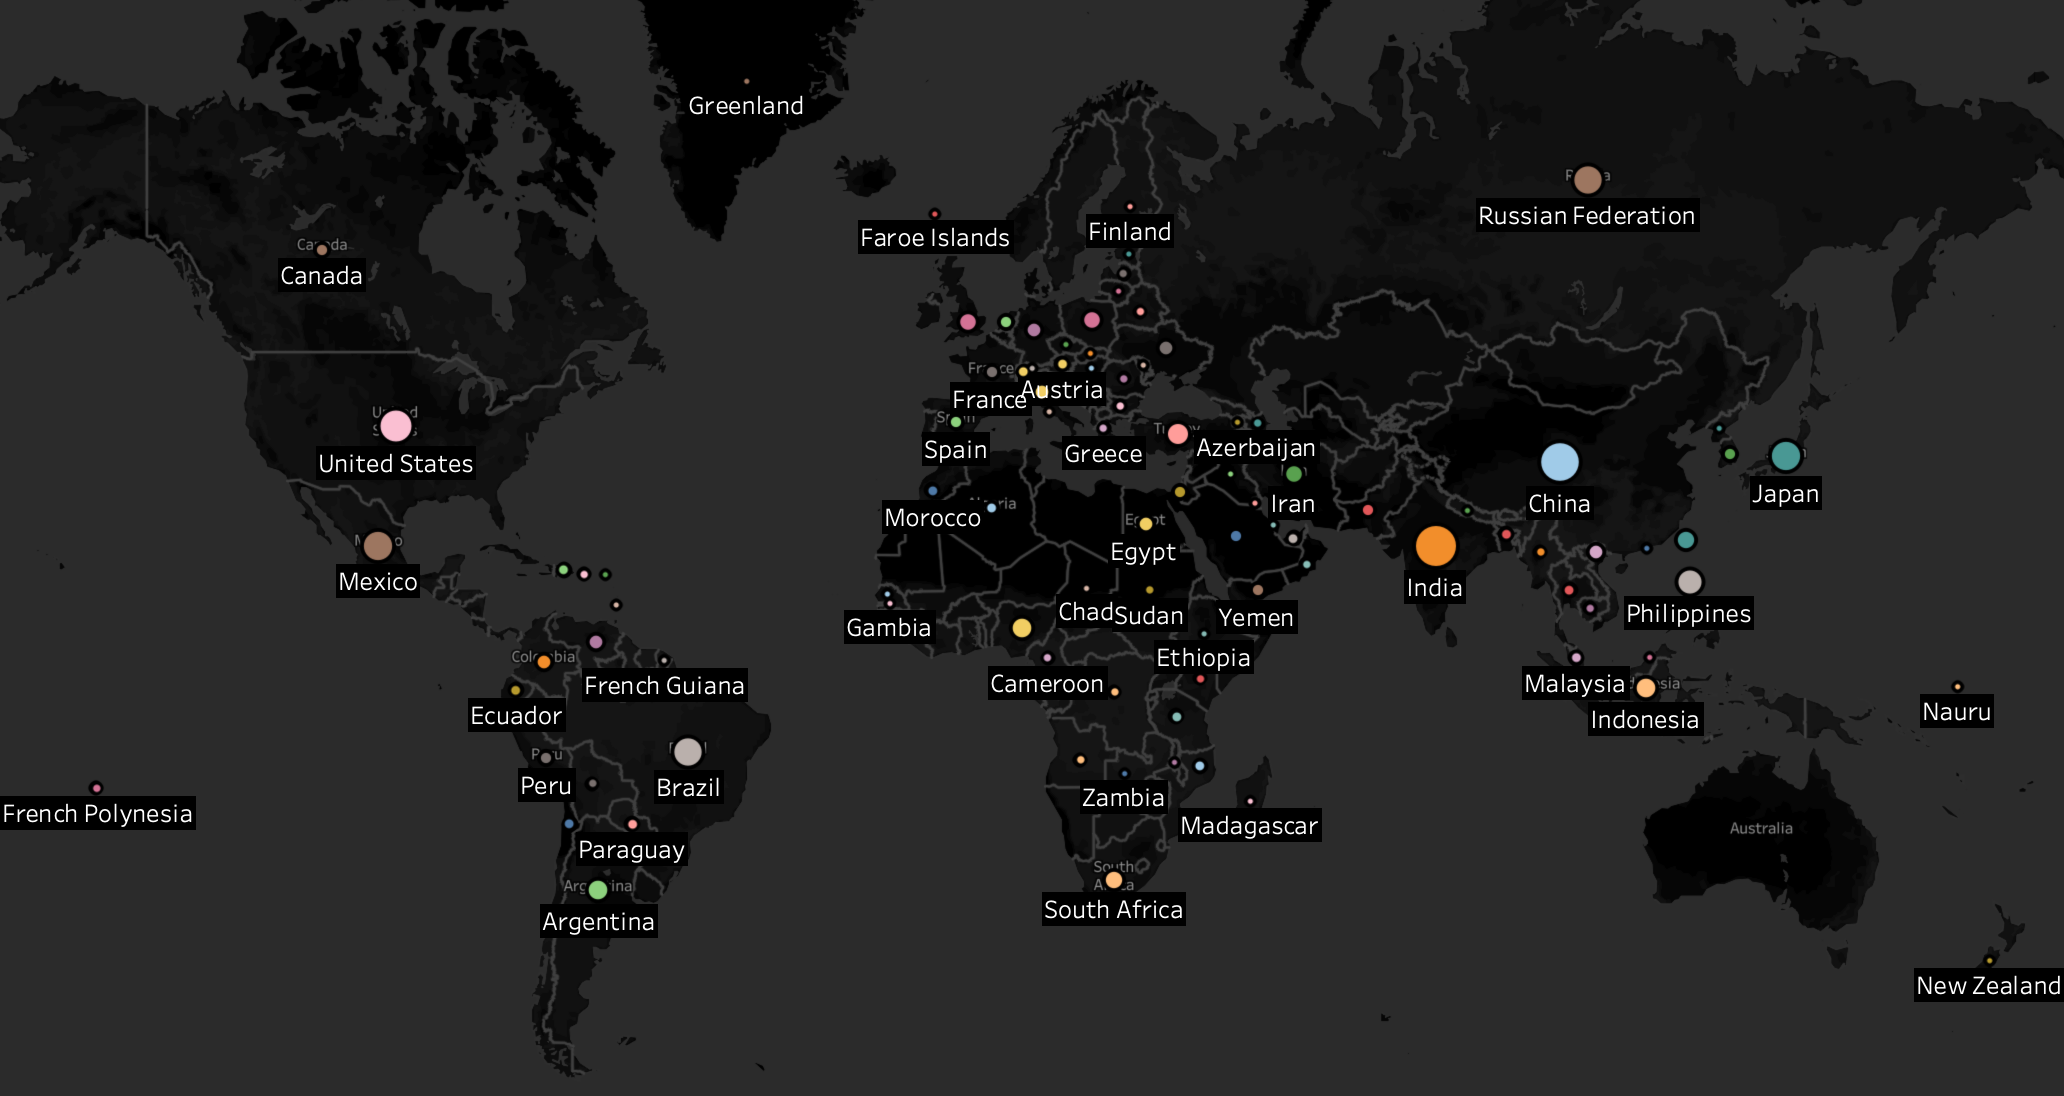 Greenland
Russian Federation
Faroe Islands
Finland
Canada
Canada
France
France
Austria
United States
Spain
Greece
Azerbaijan
Iran
China
Japan
Morocco
Egypt
Mexico
India
Philippines
Gambia
Chad
Sudan
Yemen
Ethiopia
French Guiana
Cameroon
Malaysia
Indonesia
Ecuador
Nauru
Peru
Brazil
Zambia
French Polynesia
Madagascar
Paraguay
Australia
South
Argentina
South Africa
New Zealand